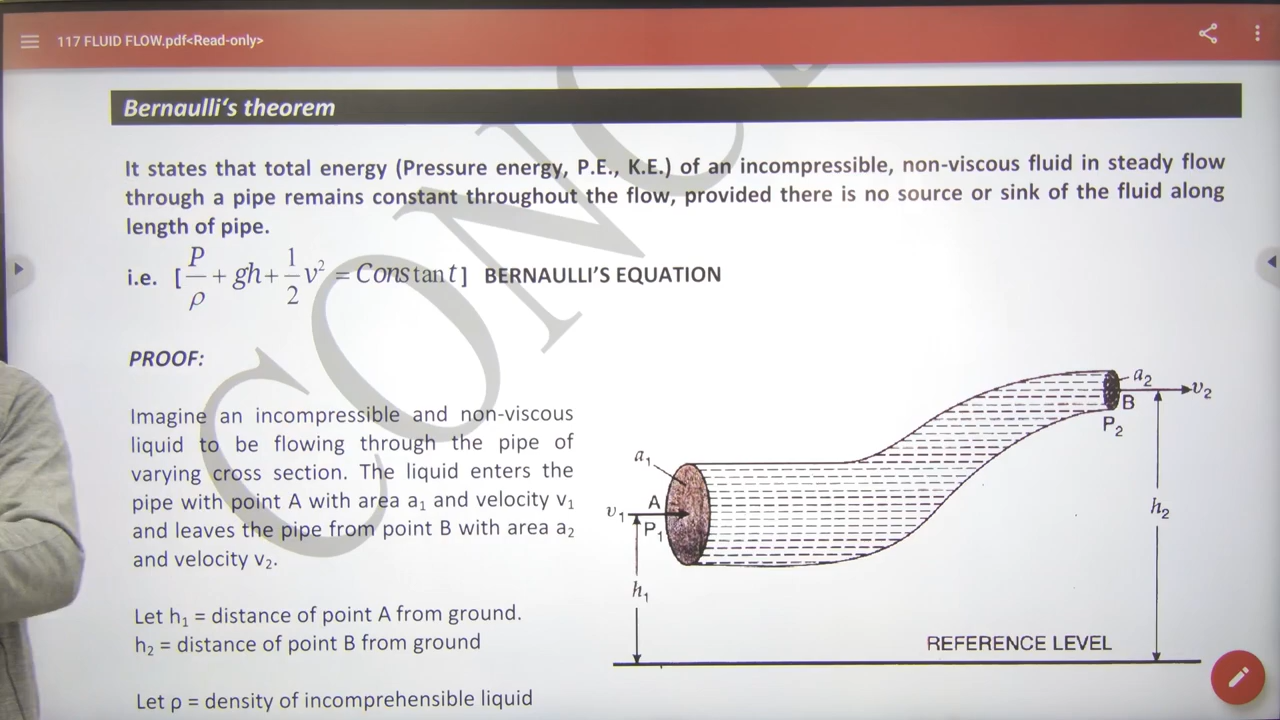 117 FLUID FLOW.pdf<Read-only>
Bernaulli's theorem
It states that total energy (Pressure energy, P.E., K.E.) of an incompressible, non-viscous fluid in steady flow
through a pipe remains constant throughout the flow, provided there is no source or sink of the fluid along
length of pipe.
i.e. [P/ρ + gh + 1/2 v² = Constant] BERNAULLI'S EQUATION
PROOF:
Imagine an incompressible and non-viscous
liquid to be flowing through the pipe of
varying cross section. The liquid enters the
pipe with point A with area a₁ and velocity v₁
and leaves the pipe from point B with area a₂
and velocity v₂.
Let h₁ = distance of point A from ground.
h₂ = distance of point B from ground
Let ρ = density of incomprehensible liquid
a₂
υ₂
B
P₂
a₁
A
υ₁
P₁
h₂
h₁
REFERENCE LEVEL
CONC